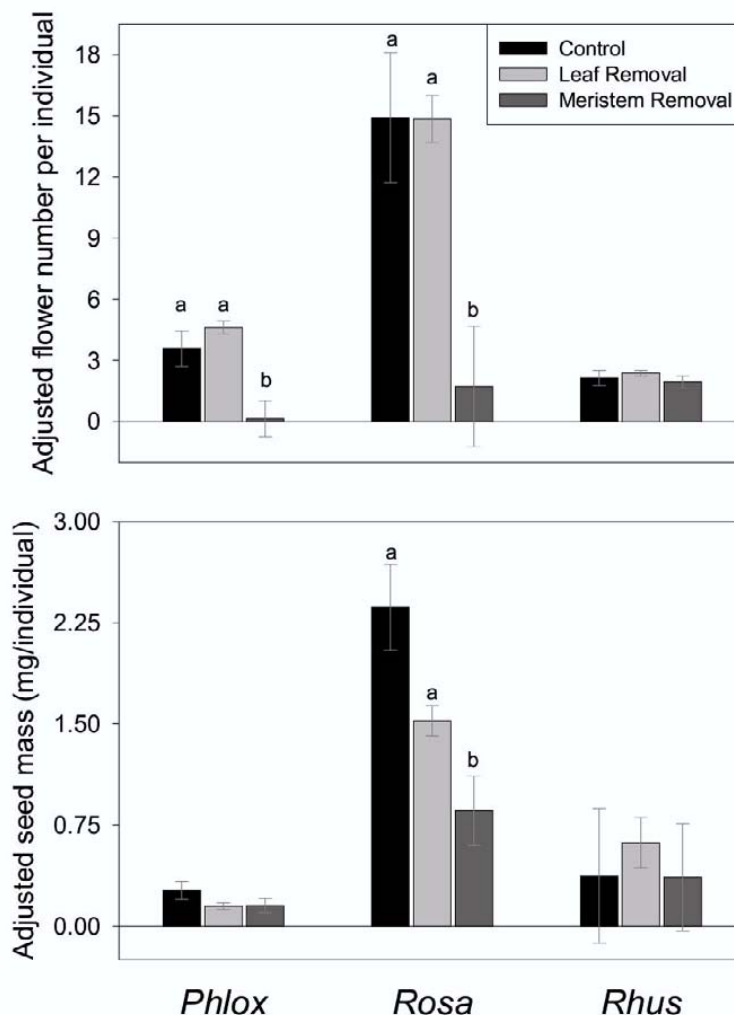 Adjusted flower number per individual
18
15
12
9
6
3
0
a
a
b
a
a
b
Control
Leaf Removal
Meristem Removal
Adjusted seed mass (mg/individual)
3.00
2.25
1.50
0.75
0.00
a
a
b
Phlox
Rosa
Rhus